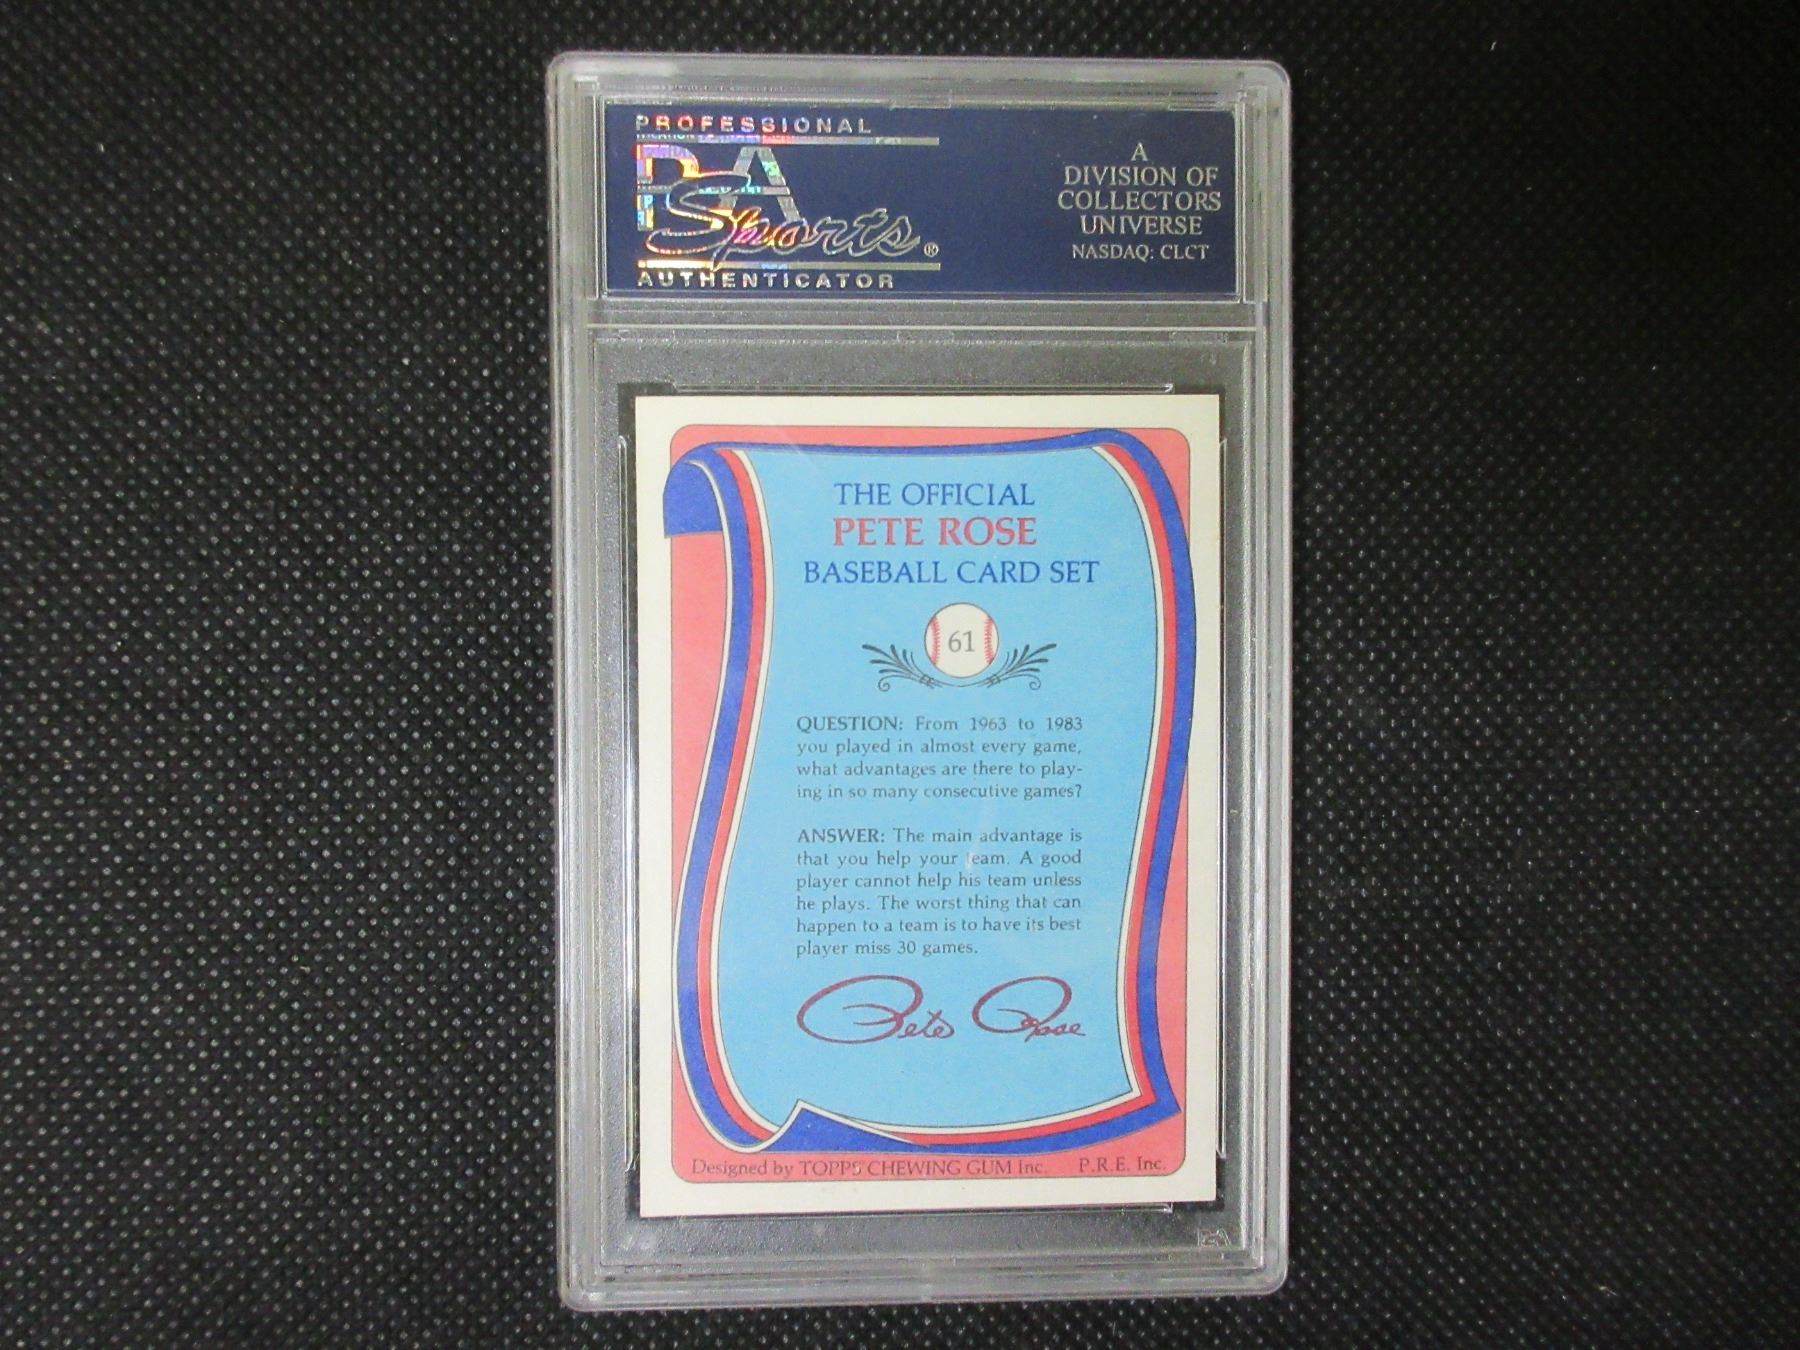 PROFESSIONAL
PSA
Sports®
AUTHENTICATOR
A
DIVISION OF
COLLECTORS
UNIVERSE
NASDAQ: CLCT
THE OFFICIAL
PETE ROSE
BASEBALL CARD SET
61
QUESTION: From 1963 to 1983
you played in almost every game,
what advantages are there to play-
ing in so many consecutive games?
ANSWER: The main advantage is
that you help your team. A good
player cannot help his team unless
he plays. The worst thing that can
happen to a team is to have its best
player miss 30 games.
Pete Rose
Designed by TOPPS CHEWING GUM Inc. P.R.E. Inc.